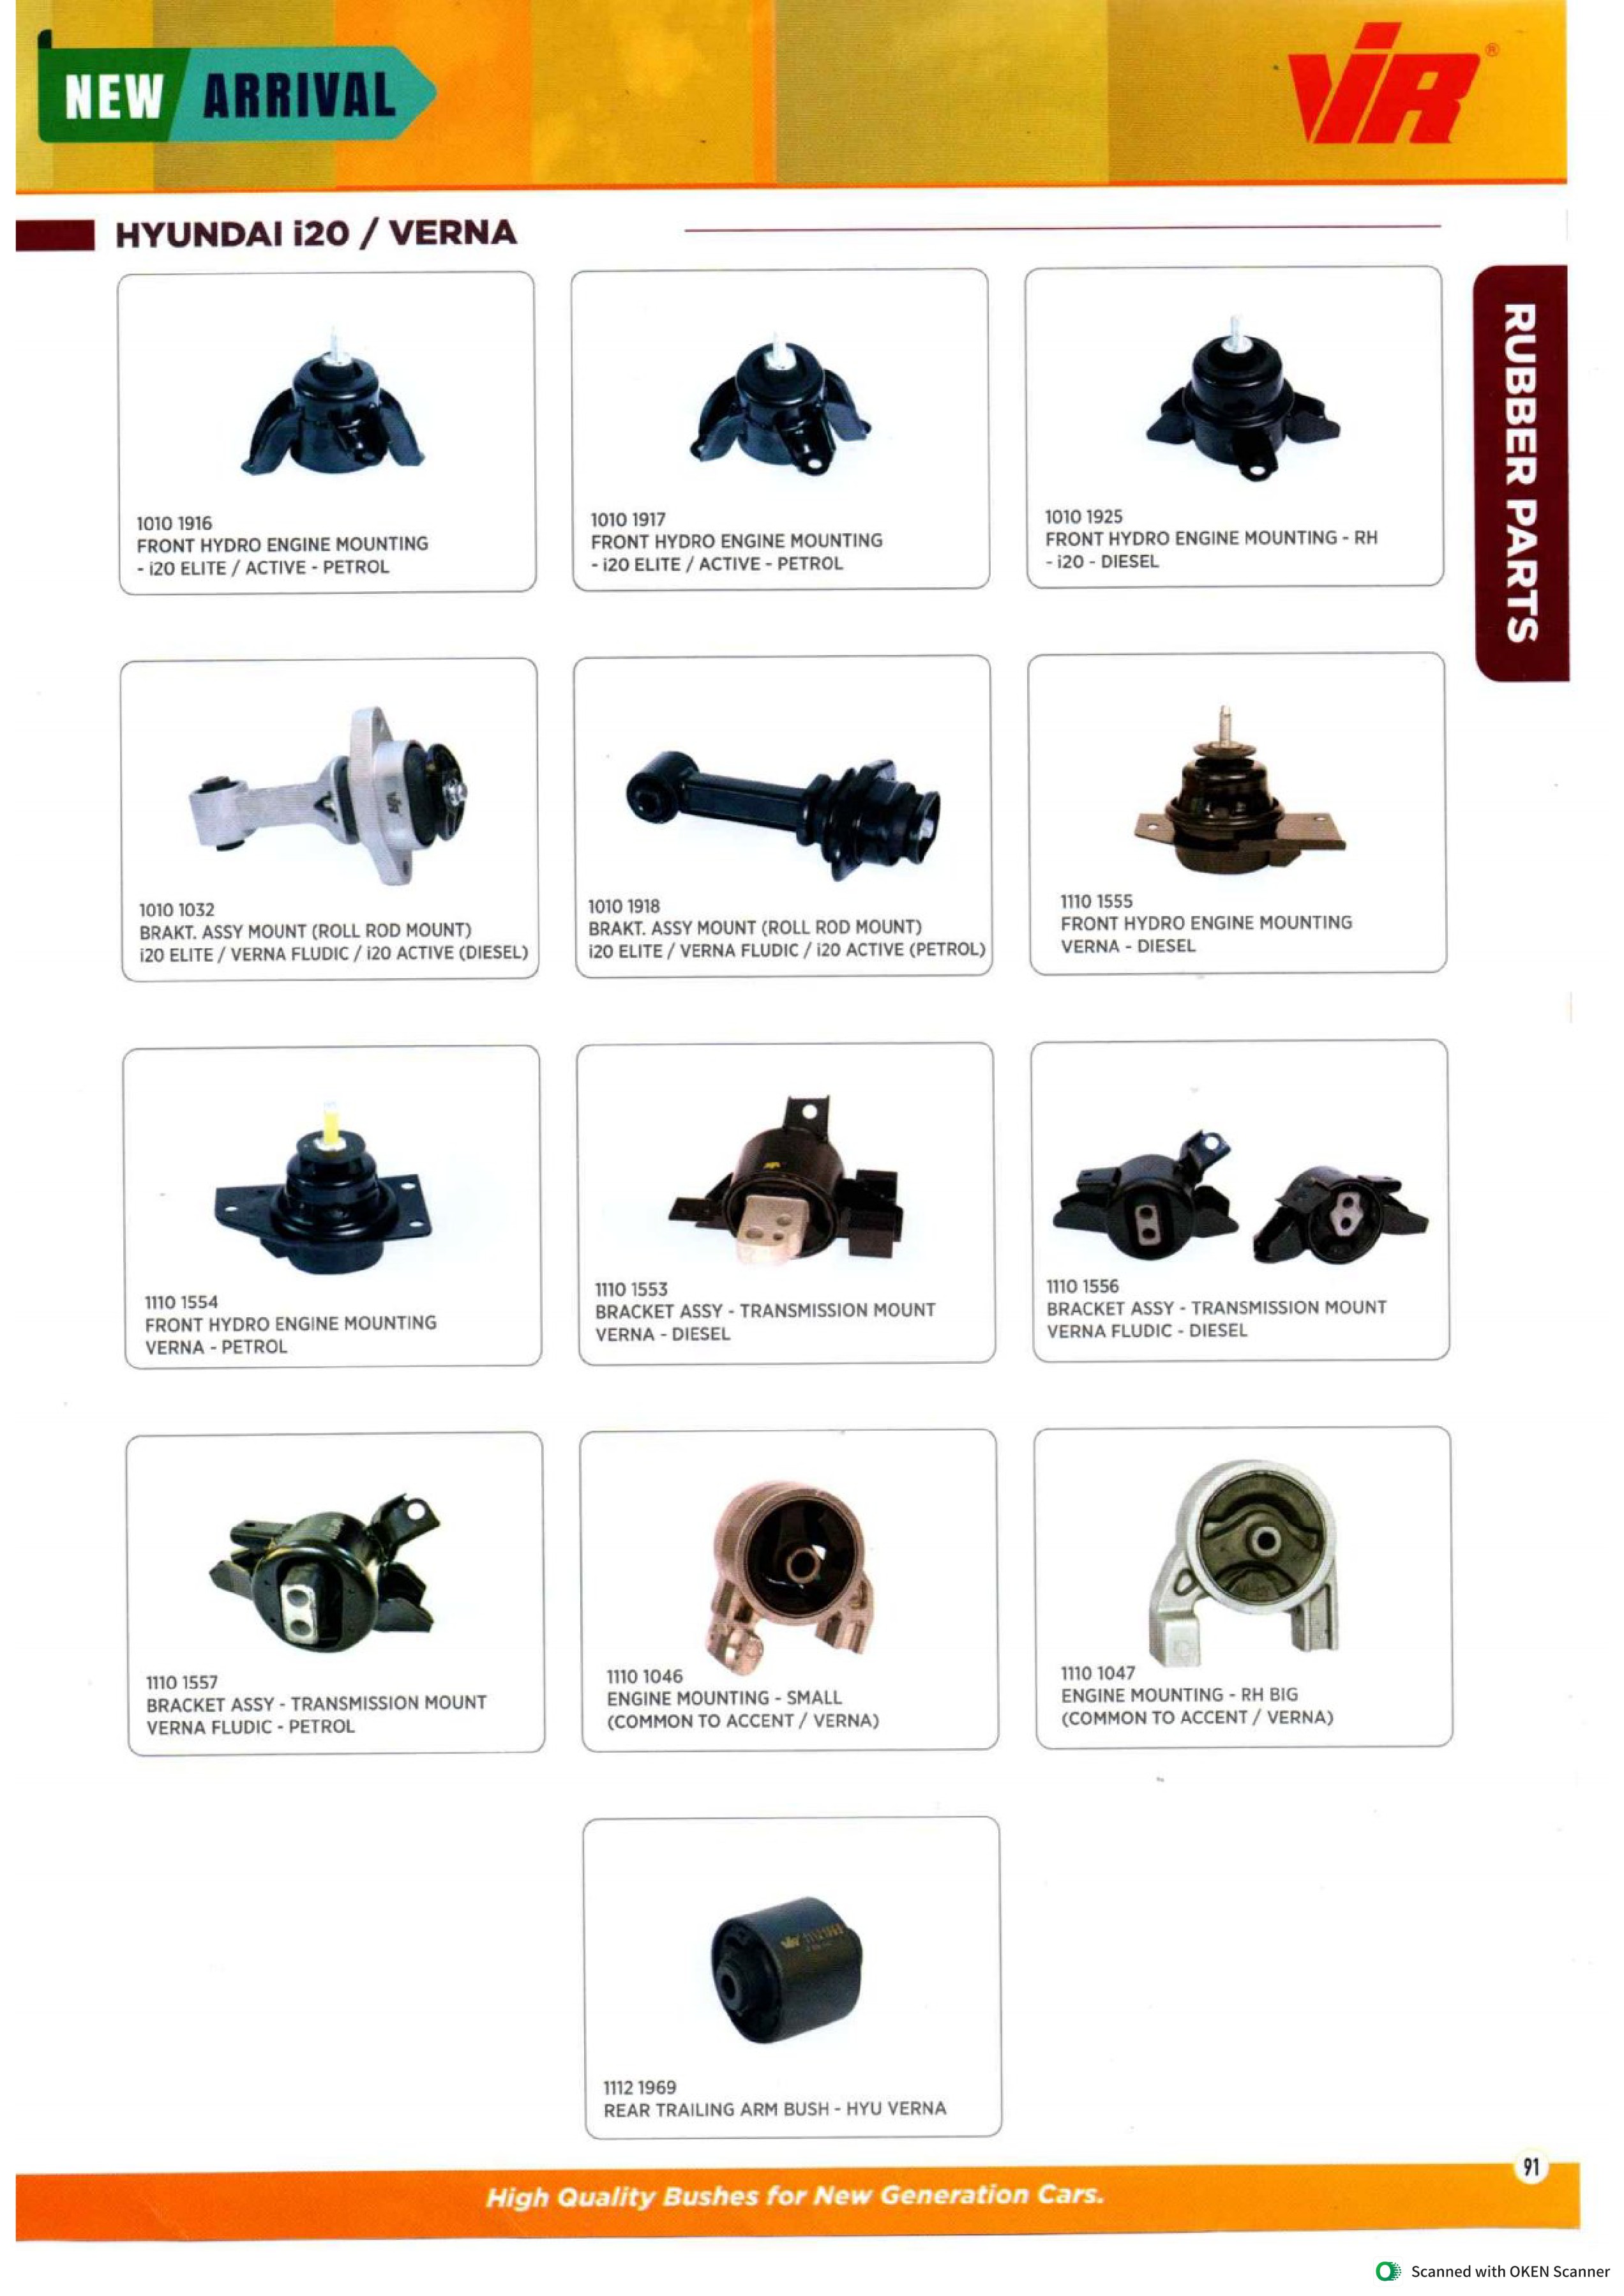 NEW ARRIVAL
ViR®
HYUNDAI i20 / VERNA
RUBBER PARTS
1010 1916
FRONT HYDRO ENGINE MOUNTING
- i20 ELITE / ACTIVE - PETROL
1010 1917
FRONT HYDRO ENGINE MOUNTING
- i20 ELITE / ACTIVE - PETROL
1010 1925
FRONT HYDRO ENGINE MOUNTING - RH
- i20 - DIESEL
1010 1032
BRAKT. ASSY MOUNT (ROLL ROD MOUNT)
i20 ELITE / VERNA FLUDIC / i20 ACTIVE (DIESEL)
1010 1918
BRAKT. ASSY MOUNT (ROLL ROD MOUNT)
i20 ELITE / VERNA FLUDIC / i20 ACTIVE (PETROL)
1110 1555
FRONT HYDRO ENGINE MOUNTING
VERNA - DIESEL
1110 1554
FRONT HYDRO ENGINE MOUNTING
VERNA - PETROL
1110 1553
BRACKET ASSY - TRANSMISSION MOUNT
VERNA - DIESEL
1110 1556
BRACKET ASSY - TRANSMISSION MOUNT
VERNA FLUDIC - DIESEL
1110 1557
BRACKET ASSY - TRANSMISSION MOUNT
VERNA FLUDIC - PETROL
1110 1046
ENGINE MOUNTING - SMALL
(COMMON TO ACCENT / VERNA)
1110 1047
ENGINE MOUNTING - RH BIG
(COMMON TO ACCENT / VERNA)
ViR 11121969
1112 1969
REAR TRAILING ARM BUSH - HYU VERNA
91
High Quality Bushes for New Generation Cars.
Scanned with OKEN Scanner